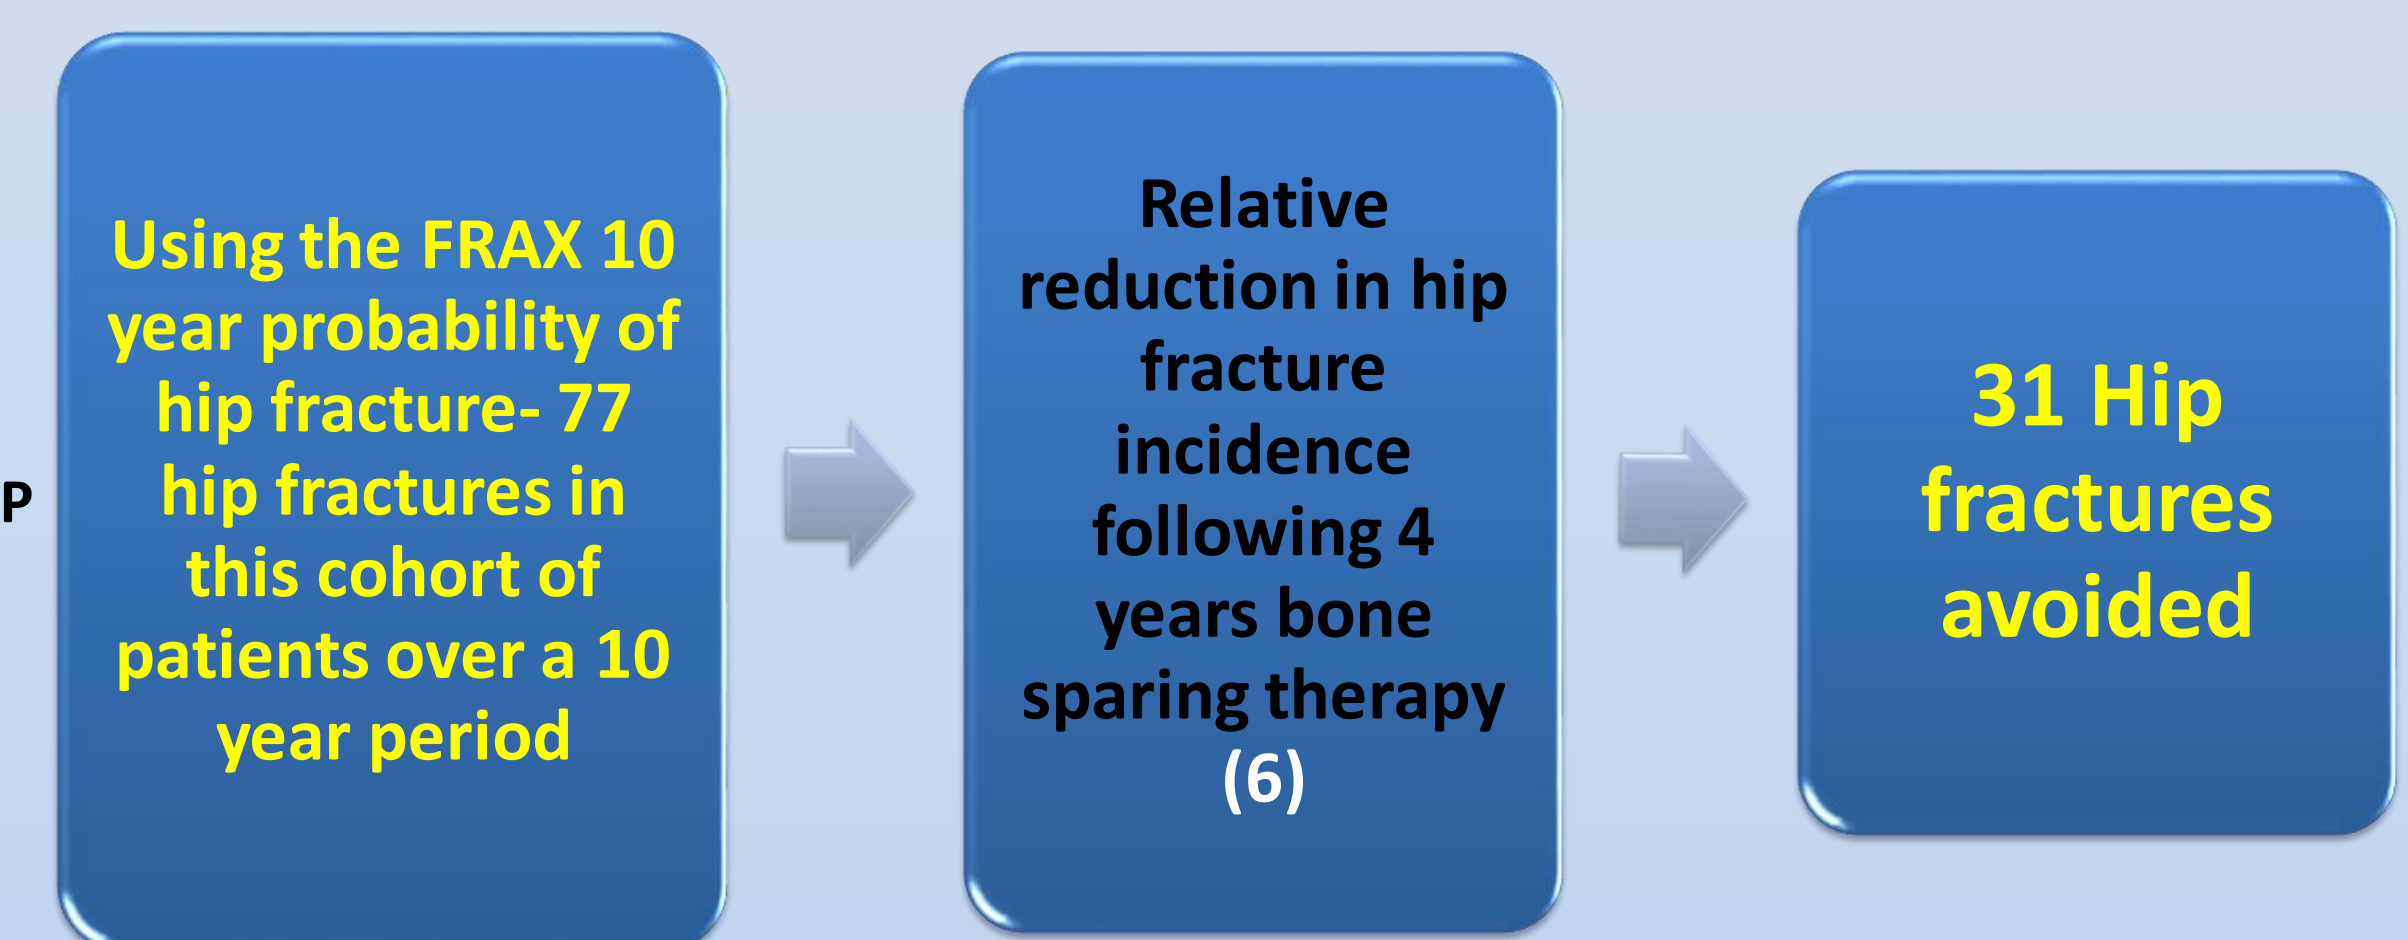 P
Using the FRAX 10
year probability of
hip fracture- 77
hip fractures in
this cohort of
patients over a 10
year period
Relative
reduction in hip
fracture
incidence
following 4
years bone
sparing therapy
(6)
31 Hip
fractures
avoided